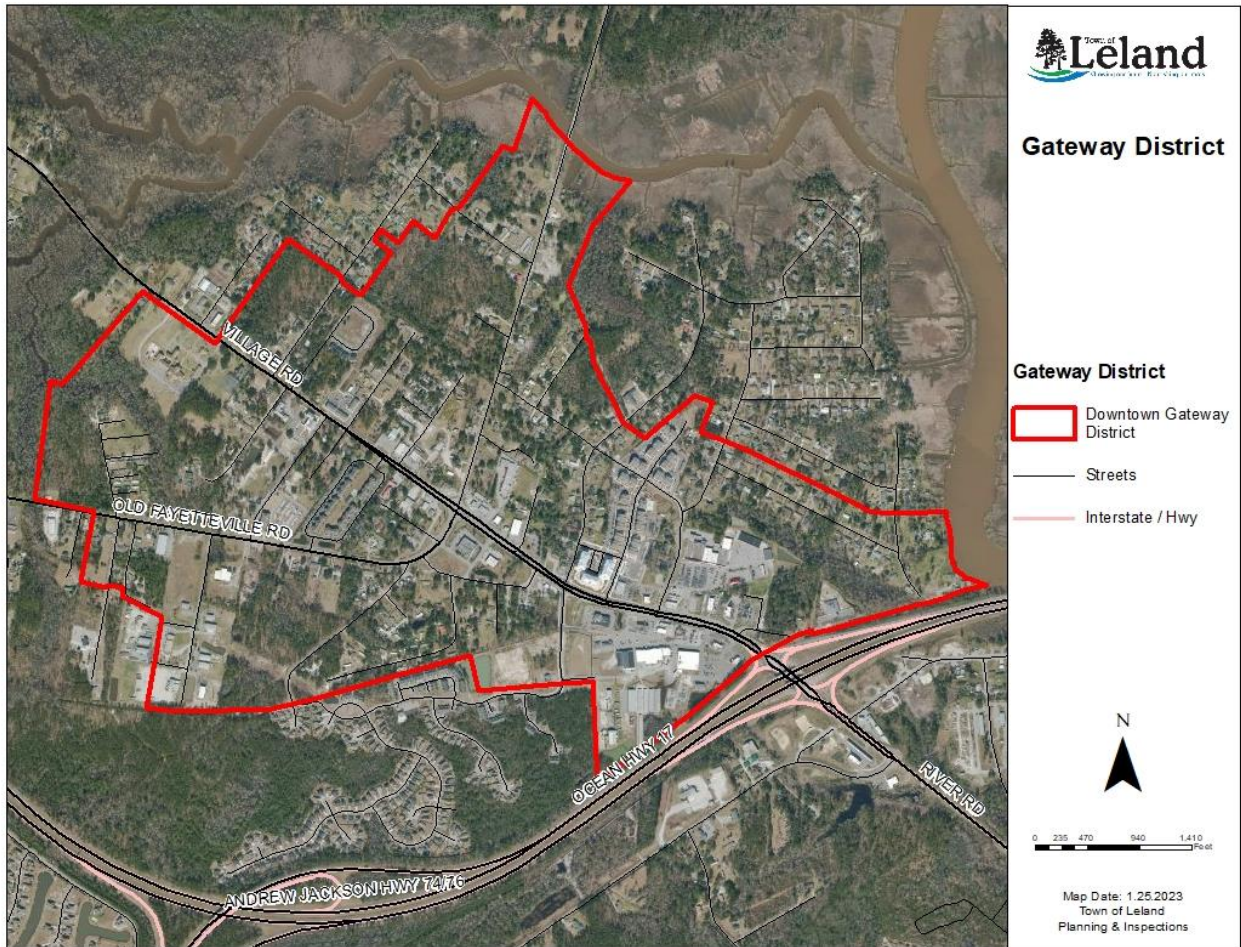 Town of
Leland
Gateway District
Gateway District
Downtown Gateway
District
Streets
Interstate / Hwy
VILLAGE RD
OLD FAYETTEVILLE RD
OCEAN HWY 17
RIVER RD
ANDREW JACKSON HWY 74/76
N
0 235 470 940 1,410
Feet
Map Date: 1.25.2023
Town of Leland
Planning & Inspections